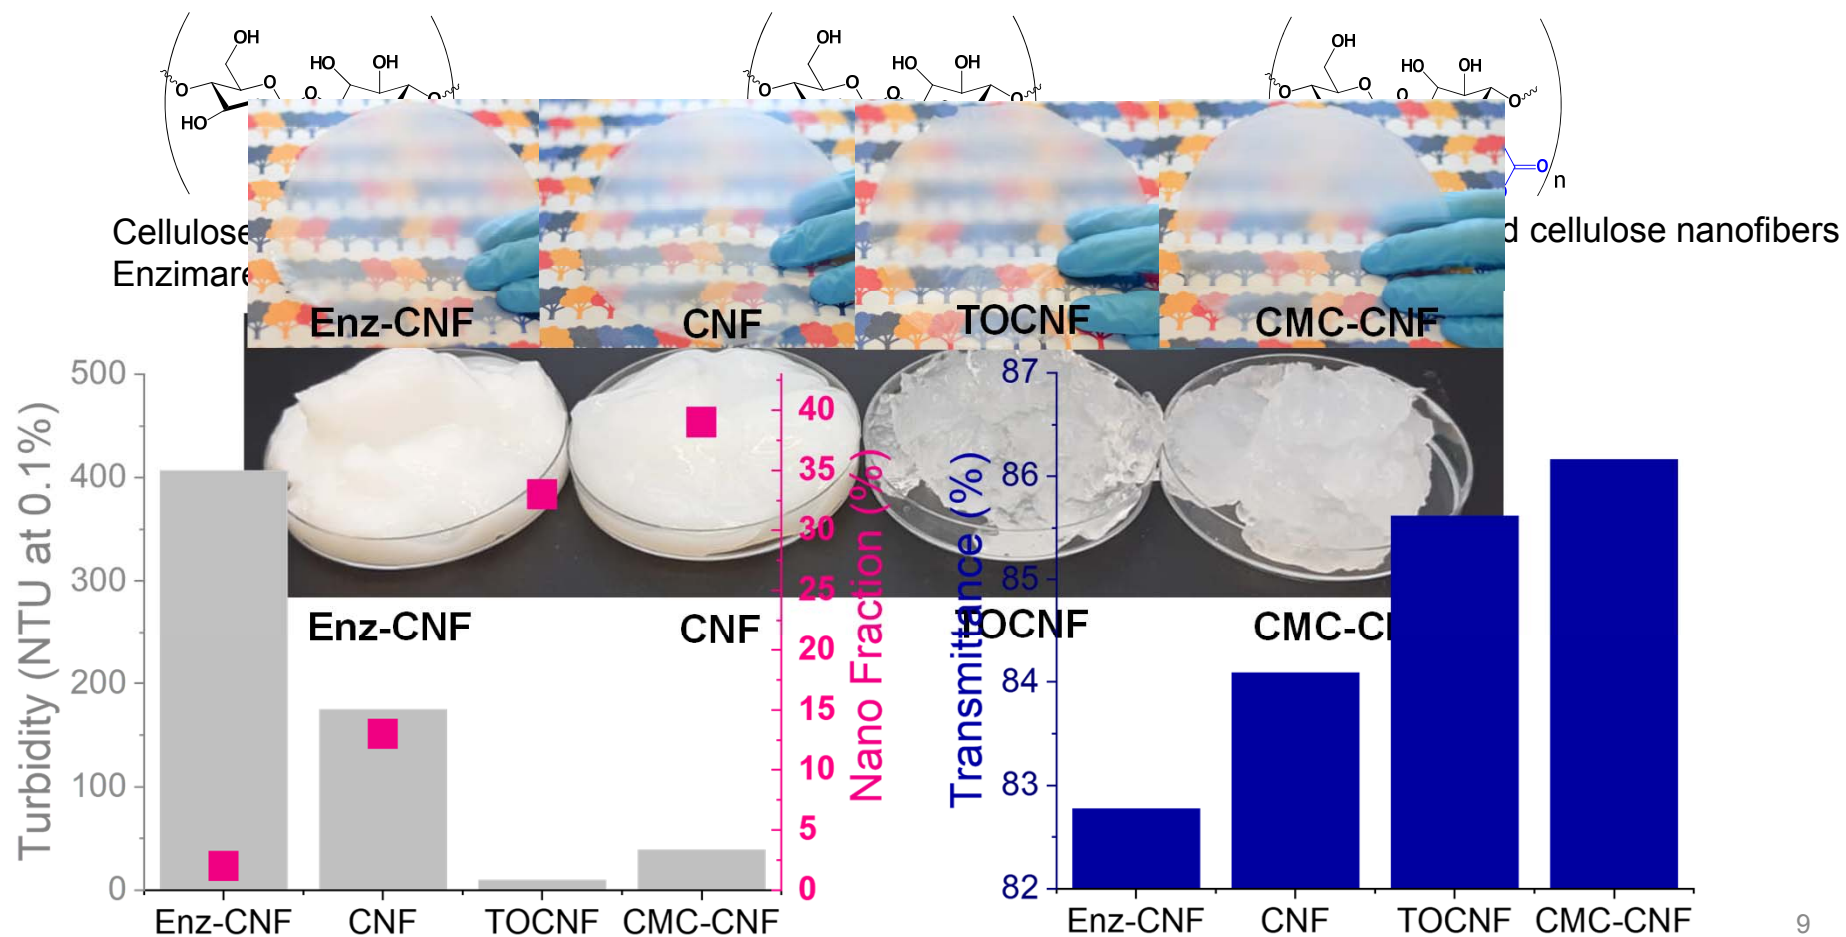 OH
HO
OH
O
O
O
O
HO
OH
HO
OH
O
O
O
O
OH
HO
OH
O
O
O
O
O
n
Cellulose
Enzimare
d cellulose nanofibers
Enz-CNF
CNF
TOCNF
CMC-CNF
Enz-CNF
CNF
TOCNF
CMC-C
Turbidity (NTU at 0.1%)
500
400
300
200
100
0
Enz-CNF
CNF
TOCNF
CMC-CNF
40
35
30
25
20
15
10
5
0
Nano Fraction (%)
Transmittance (%)
87
86
85
84
83
82
Enz-CNF
CNF
TOCNF
CMC-CNF
9